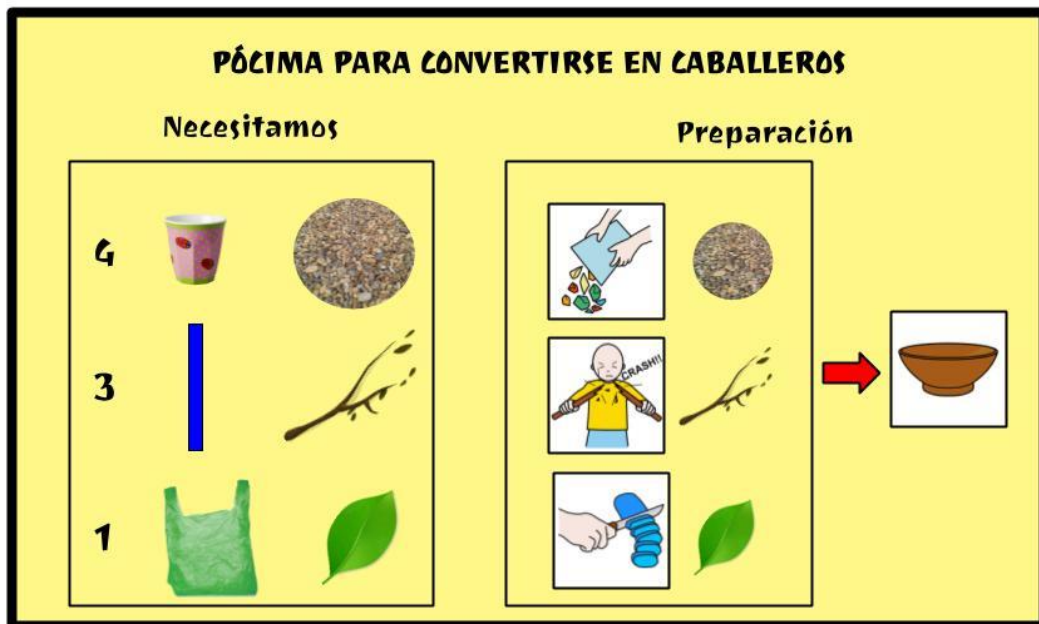 PÓCIMA PARA CONVERTIRSE EN CABALLEROS
Necesitamos
Preparación
4
3
CRASH!!
1